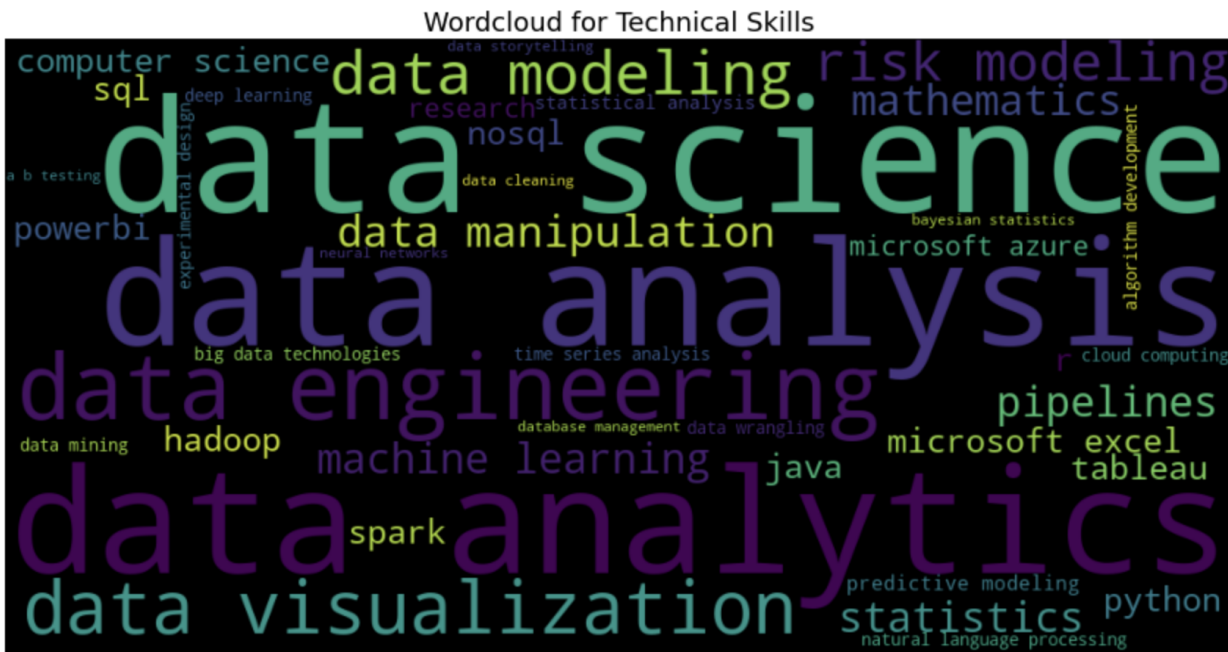 Wordcloud for Technical Skills
data storytelling
computer science
data modeling
risk modeling
sql
deep learning
research
statistical analysis
mathematics
nosql
data science
experimental design
algorithm development
a b testing
data cleaning
powerbi
data manipulation
bayesian statistics
neural networks
microsoft azure
data analysis
big data technologies
time series analysis
r
cloud computing
data engineering
pipelines
data mining
hadoop
database management
data wrangling
microsoft excel
machine learning
java
tableau
data analytics
spark
data visualization
predictive modeling
statistics
python
natural language processing